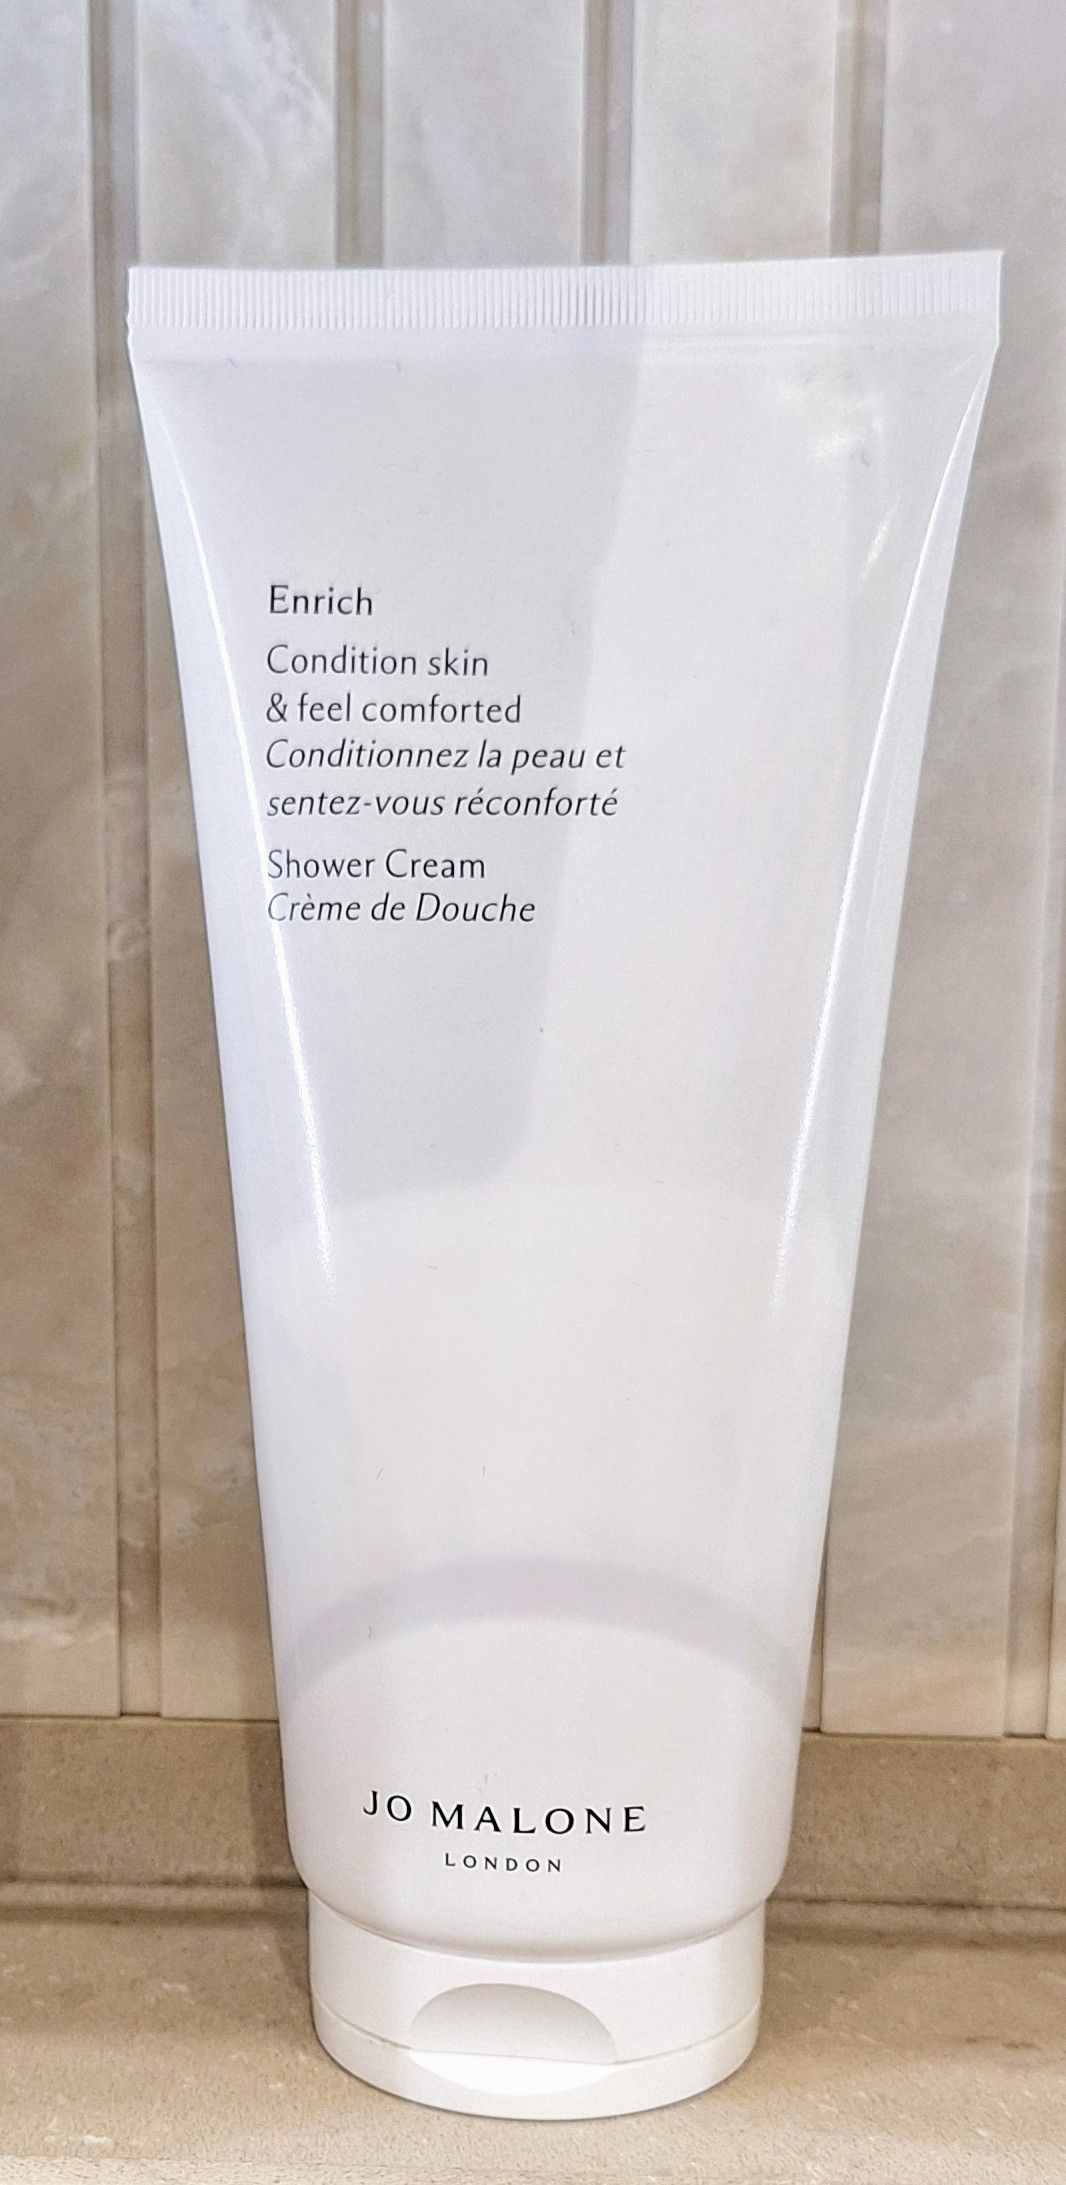 Enrich
Condition skin
& feel comforted
Conditionnez la peau et
sentez-vous réconforté
Shower Cream
Crème de Douche
JO MALONE
LONDON